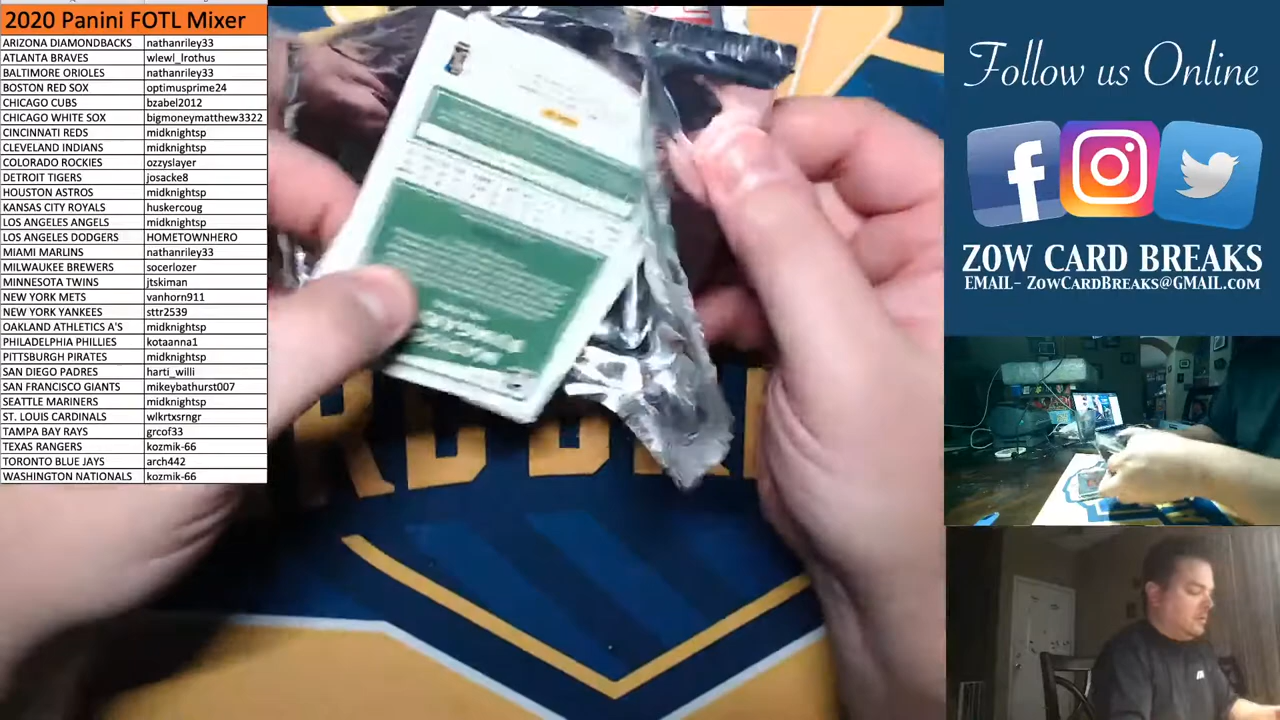 2020 Panini FOTL Mixer
ARIZONA DIAMONDBACKS nathanriley33
ATLANTA BRAVES wlewl_lrothus
BALTIMORE ORIOLES nathanriley33
BOSTON RED SOX optimusprime24
CHICAGO CUBS bzabel2012
CHICAGO WHITE SOX bigmoneymatthew3322
CINCINNATI REDS midknightsp
CLEVELAND INDIANS midknightsp
COLORADO ROCKIES ozzyslayer
DETROIT TIGERS josacke8
HOUSTON ASTROS midknightsp
KANSAS CITY ROYALS huskercoug
LOS ANGELES ANGELS midknightsp
LOS ANGELES DODGERS HOMETOWNHERO
MIAMI MARLINS nathanriley33
MILWAUKEE BREWERS socerlozer
MINNESOTA TWINS jtskiman
NEW YORK METS vanhorn911
NEW YORK YANKEES sttr2539
OAKLAND ATHLETICS A'S midknightsp
PHILADELPHIA PHILLIES kotaanna1
PITTSBURGH PIRATES midknightsp
SAN DIEGO PADRES harti_willi
SAN FRANCISCO GIANTS mikeybathurst007
SEATTLE MARINERS midknightsp
ST. LOUIS CARDINALS wlkrtxsrngr
TAMPA BAY RAYS grcof33
TEXAS RANGERS kozmik-66
TORONTO BLUE JAYS arch442
WASHINGTON NATIONALS kozmik-66
Follow us Online
ZOW CARD BREAKS
EMAIL- ZOWCARDBREAKS@GMAIL.COM